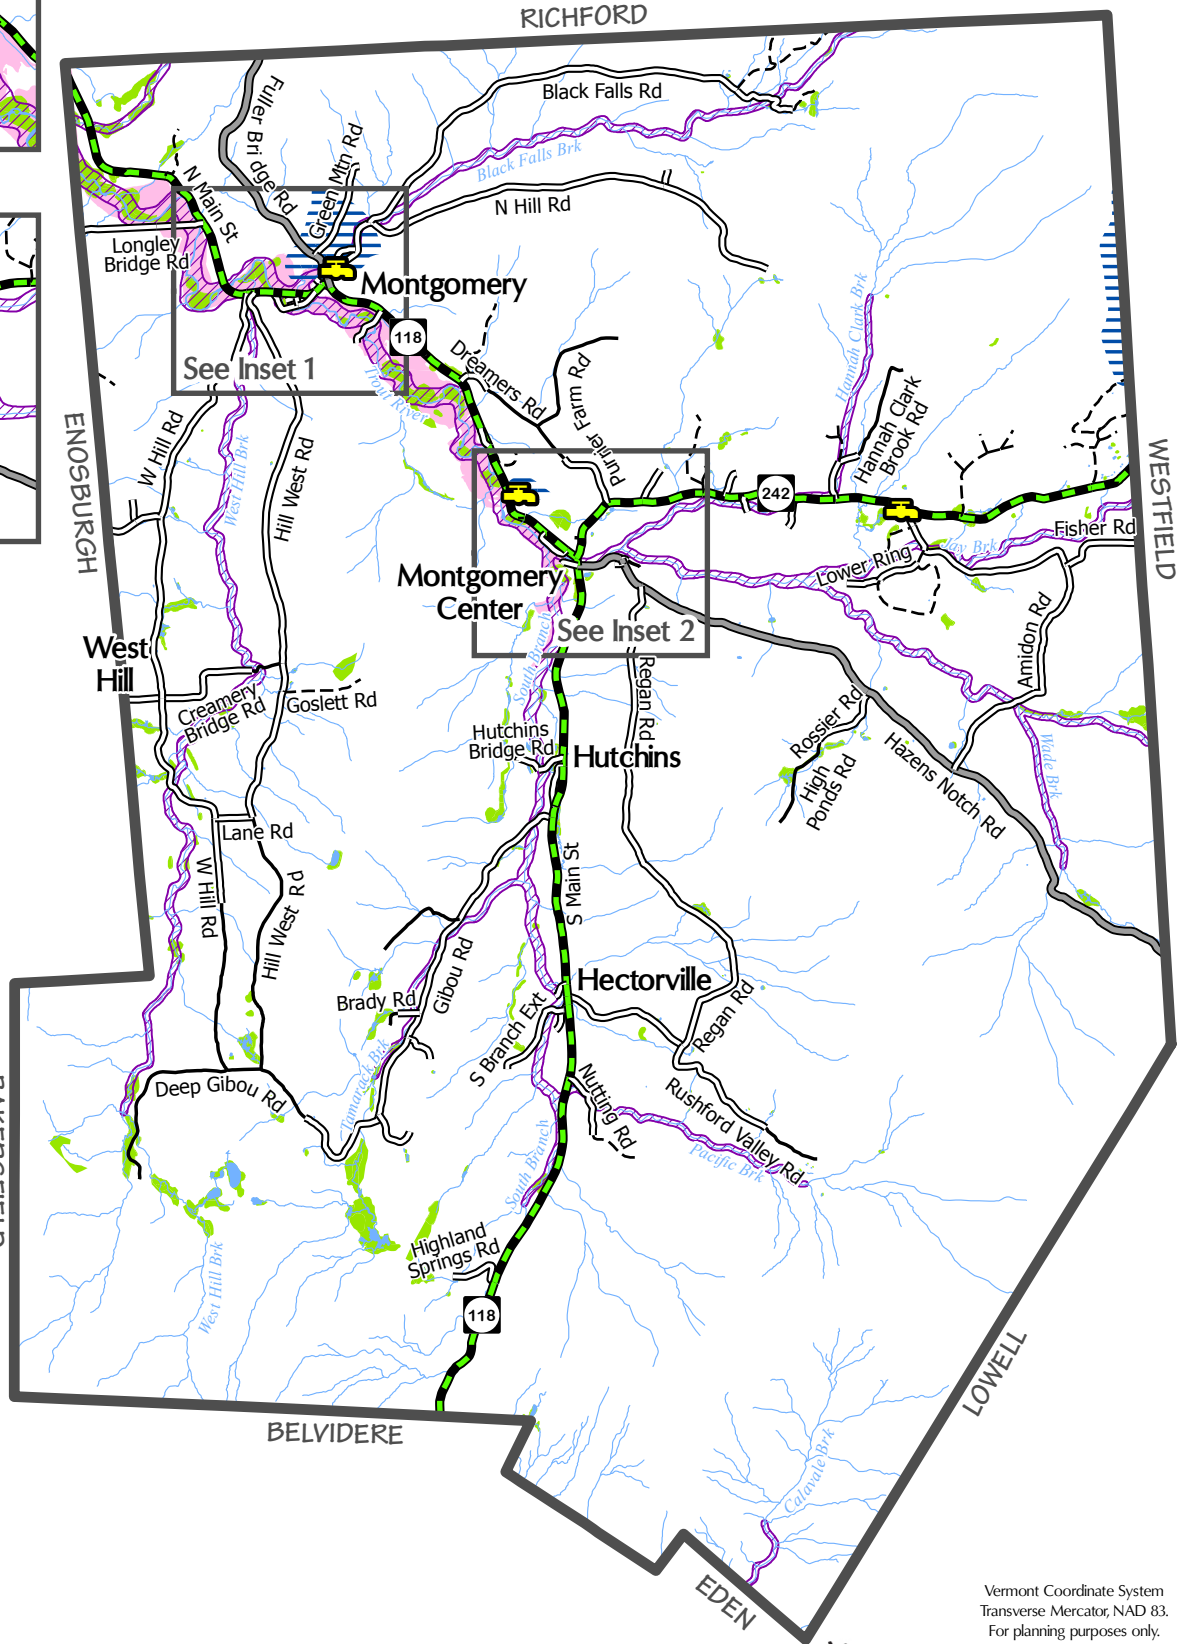 RICHFORD
Black Falls Rd
Fuller Bridge Rd
Green Mtn Rd
Black Falls Brk
N Main St
N Hill Rd
Longley
Bridge Rd
Montgomery
118
See Inset 1
Dreamers Rd
Trout River
Purrier Farm Rd
Hannah Clark Brk
Hannah Clark
Brook Rd
ENOSBURGH
WESTFIELD
W Hill Rd
West Hill Brk
Hill West Rd
242
Fisher Rd
Jay Brk
Lower Ring
Montgomery
Center
See Inset 2
South Branch
Amidon Rd
West
Hill
Creamery
Bridge Rd
Goslett Rd
Regan Rd
Rossier Rd
High
Ponds Rd
Hazens Notch Rd
Wade Brk
Hutchins
Bridge Rd
Hutchins
Lane Rd
W Hill Rd
Hill West Rd
S Main St
Gibou Rd
Brady Rd
Hectorville
S Branch Ext
Regan Rd
Tamarack Brk
Deep Gibou Rd
Nutting Rd
Rushford Valley Rd
Pacific Brk
South Branch
Highland
Springs Rd
West Hill Brk
118
LOWELL
BELVIDERE
Calavale Brk
EDEN
Vermont Coordinate System
Transverse Mercator, NAD 83.
For planning purposes only.